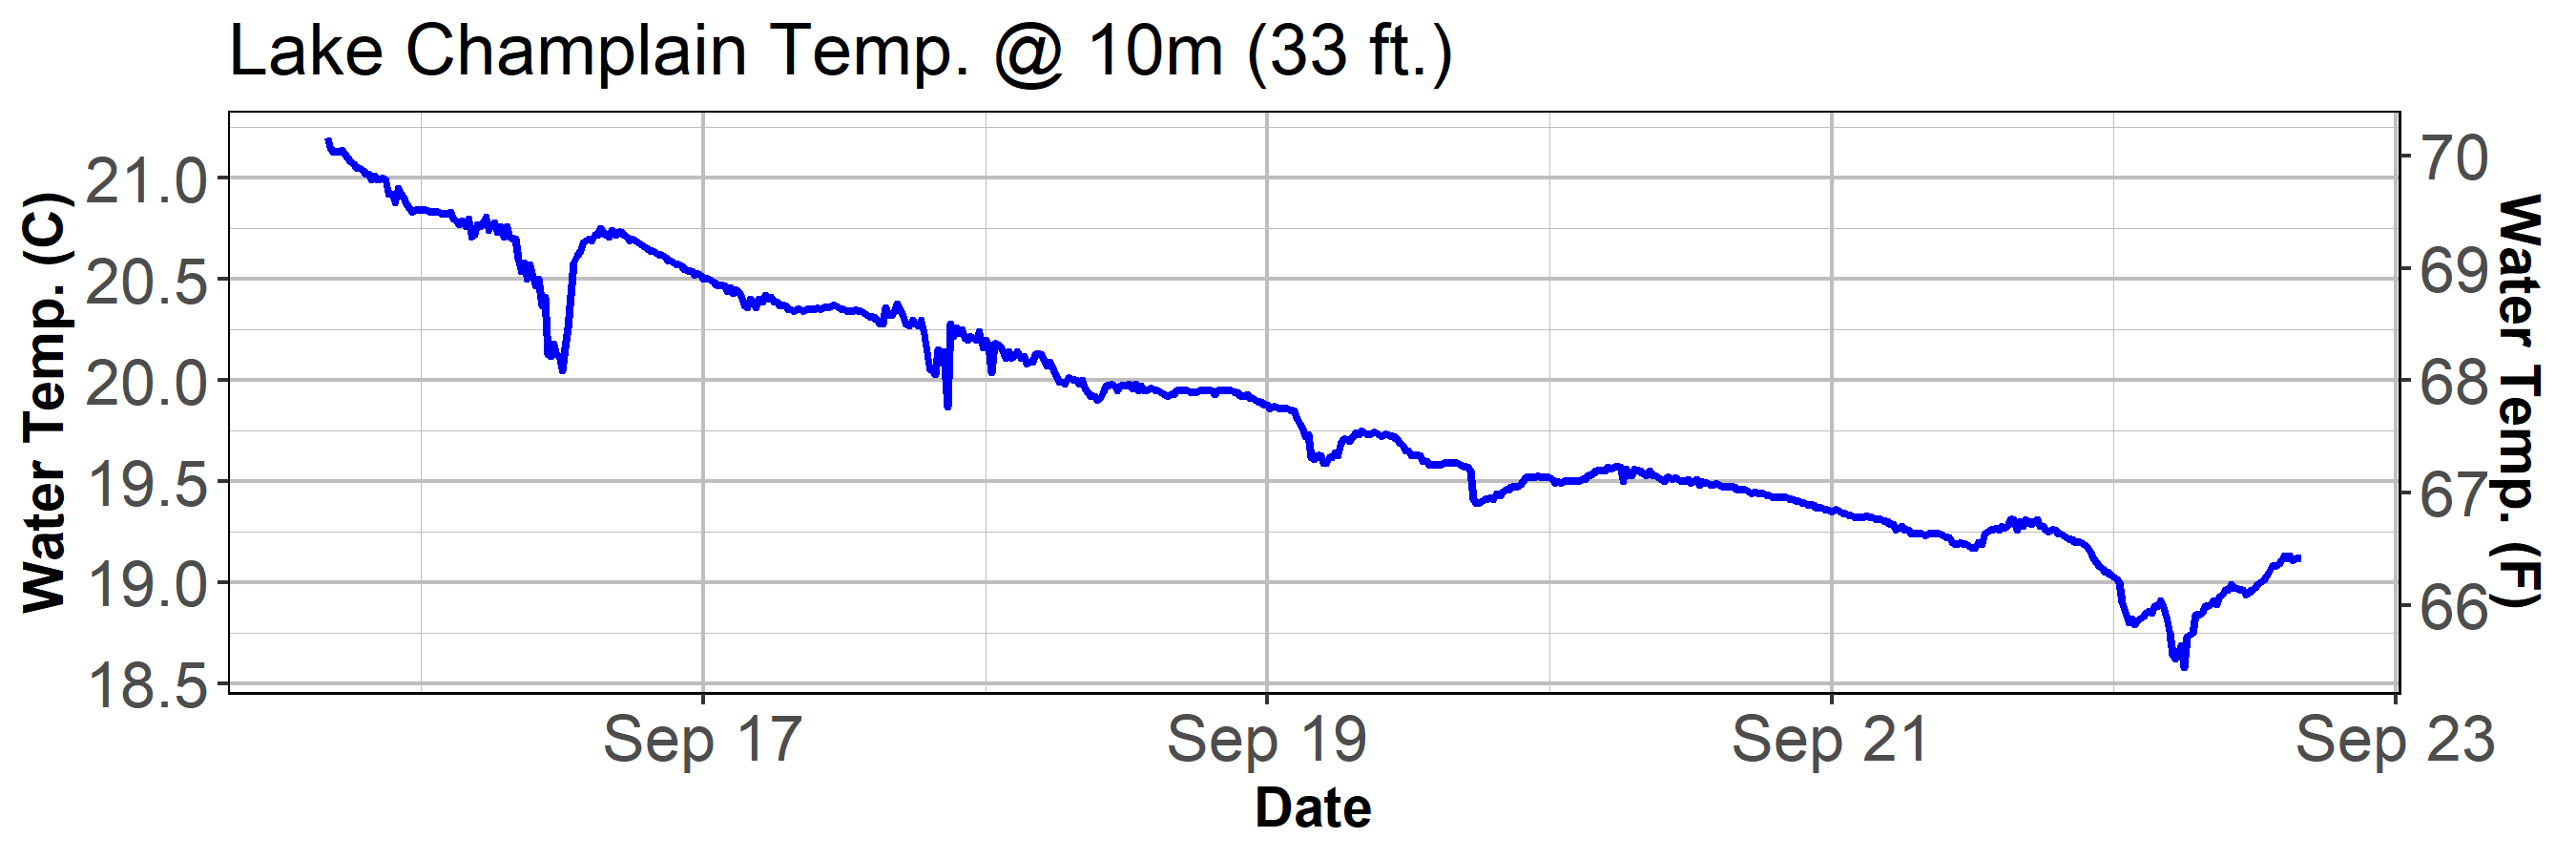 Lake Champlain Temp. @ 10m (33 ft.)
Water Temp. (C)
21.0
20.5
20.0
19.5
19.0
18.5
70
69
68
67
66
Water Temp. (F)
Sep 17
Sep 19
Sep 21
Sep 23
Date